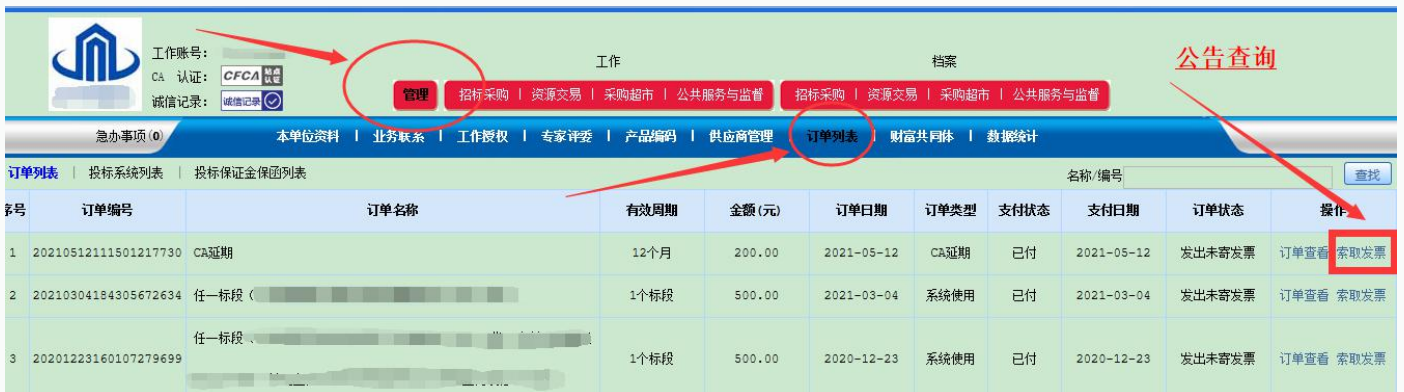 工作账号：
CA 认证： CFCA 站点认证
诚信记录： 诚信记录
工作
档案
公告查询
管理
招标采购 | 资源交易 | 采购超市 | 公共服务与监督
招标采购 | 资源交易 | 采购超市 | 公共服务与监督
急办事项(0)
本单位资料 | 业务联系 | 工作授权 | 专家评委 | 产品编码 | 供应商管理 | 订单列表 | 财富共同体 | 数据统计
订单列表 | 投标系统列表 | 投标保证金保函列表
名称/编号 查找
序号 订单编号 订单名称 有效周期 金额(元) 订单日期 订单类型 支付状态 支付日期 订单状态 操作
1 20210512111501217730 CA延期 12个月 200.00 2021-05-12 CA延期 已付 2021-05-12 发出未寄发票 订单查看 索取发票
2 20210304184305672634 任一标段（ 1个标段 500.00 2021-03-04 系统使用 已付 2021-03-04 发出未寄发票 订单查看 索取发票
3 20201223160107279699 任一标段 1个标段 500.00 2020-12-23 系统使用 已付 2020-12-23 发出未寄发票 订单查看 索取发票